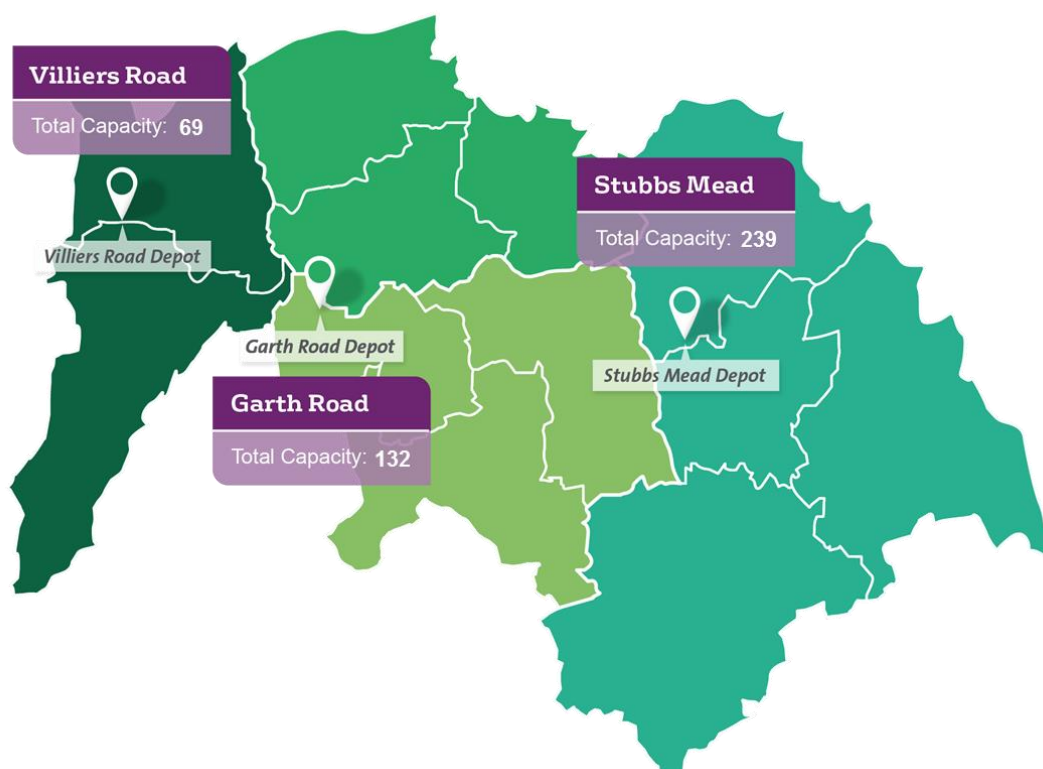 Villiers Road
Total Capacity: 69
Villiers Road Depot
Stubbs Mead
Total Capacity: 239
Garth Road Depot
Stubbs Mead Depot
Garth Road
Total Capacity: 132